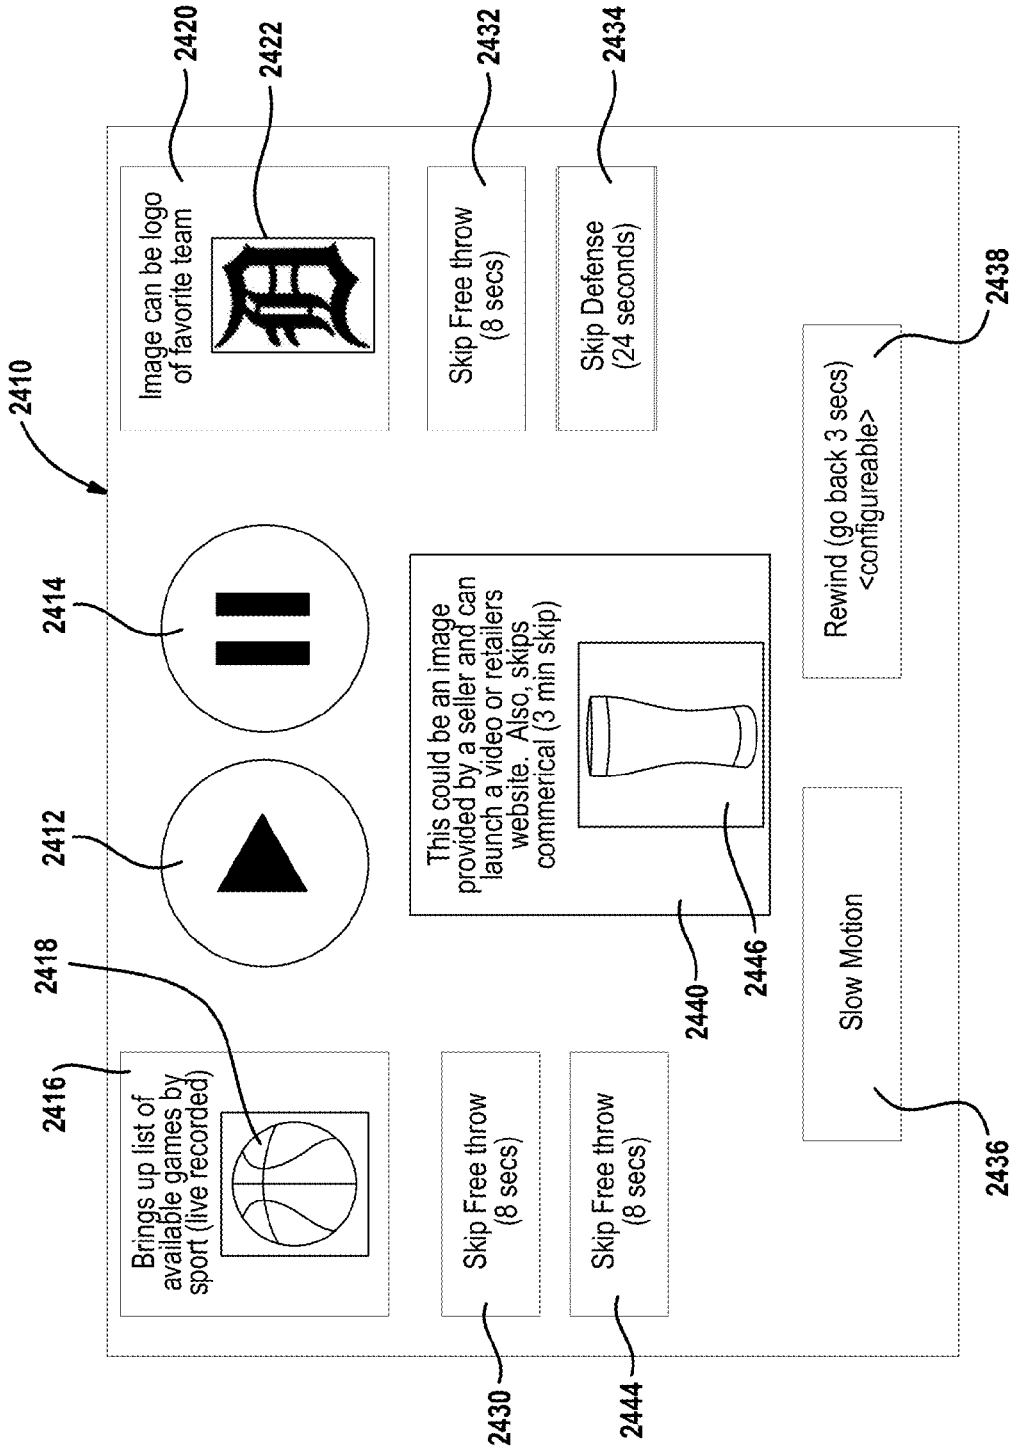 2410
2416
2418
2412
2414
2420
2422
Brings up list of
available games by
sport (live recorded)
Image can be logo
of favorite team
D
2430
Skip Free throw
(8 secs)
2444
Skip Free throw
(8 secs)
This could be an image
provided by a seller and can
launch a video or retailers
website. Also, skips
commerical (3 min skip)
2440
2446
Skip Free throw
(8 secs)
2432
Skip Defense
(24 seconds)
2434
Slow Motion
2436
Rewind (go back 3 secs)
<configureable>
2438